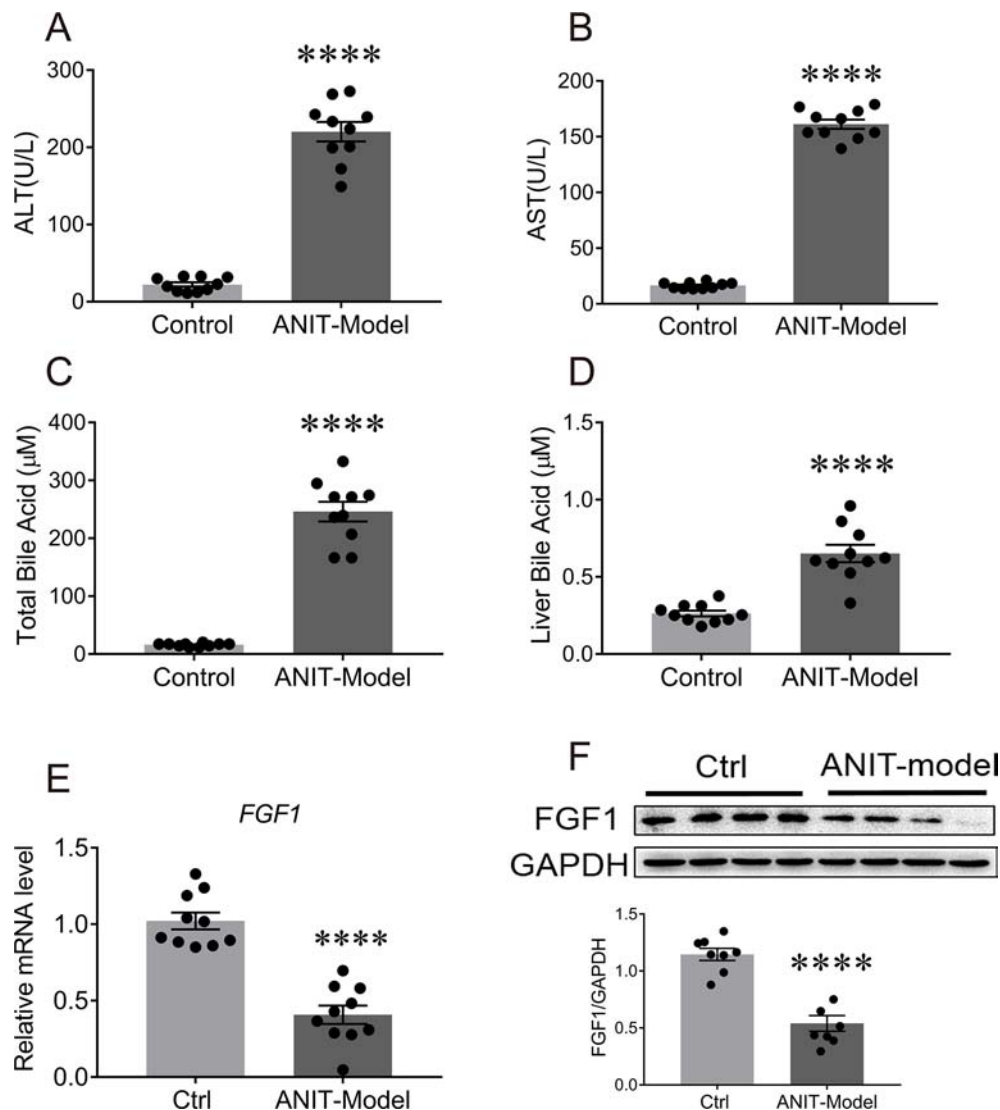 A
ALT(U/L)
300
200
100
0
****
Control
ANIT-Model
B
AST(U/L)
200
150
100
50
0
****
Control
ANIT-Model
C
Total Bile Acid (μM)
400
300
200
100
0
****
Control
ANIT-Model
D
Liver Bile Acid (μM)
1.5
1.0
0.5
0.0
****
Control
ANIT-Model
E
FGF1
Relative mRNA level
1.5
1.0
0.5
0.0
****
Ctrl
ANIT-Model
F
Ctrl
ANIT-model
FGF1
GAPDH
FGF1/GAPDH
1.5
1.0
0.5
0.0
****
Ctrl
ANIT-Model